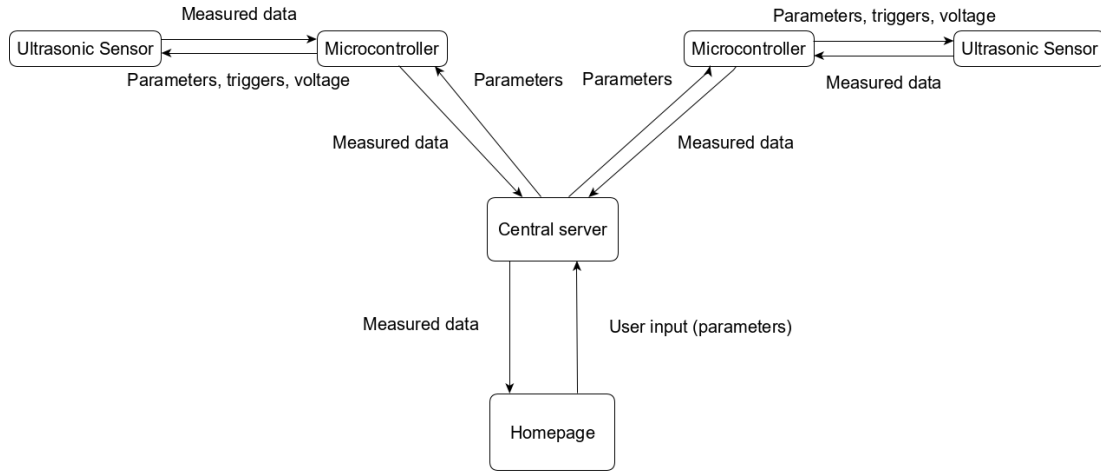 Measured data
Parameters, triggers, voltage
Ultrasonic Sensor
Microcontroller
Microcontroller
Ultrasonic Sensor
Parameters, triggers, voltage
Parameters
Parameters
Measured data
Measured data
Measured data
Central server
Measured data
User input (parameters)
Homepage